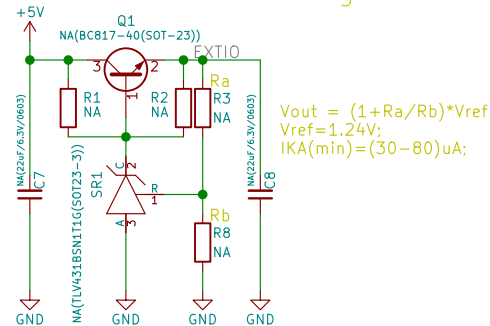 +5V
Q1
NA(BC817-40(SOT-23))
EXTIO
3
2
1
Ra
R1
NA
R2
NA
R3
NA
Vout = (1+Ra/Rb)*Vref
Vref=1.24V;
IKA(min)=(30-80)uA;
NA(22uF/6.3V/0603)
C7
NA(TLV431BSN1T1G(SOT23-3))
SR1
C
2
R
1
A
3
Rb
R8
NA
NA(22uF/6.3V/0603)
C8
GND
GND
GND
GND